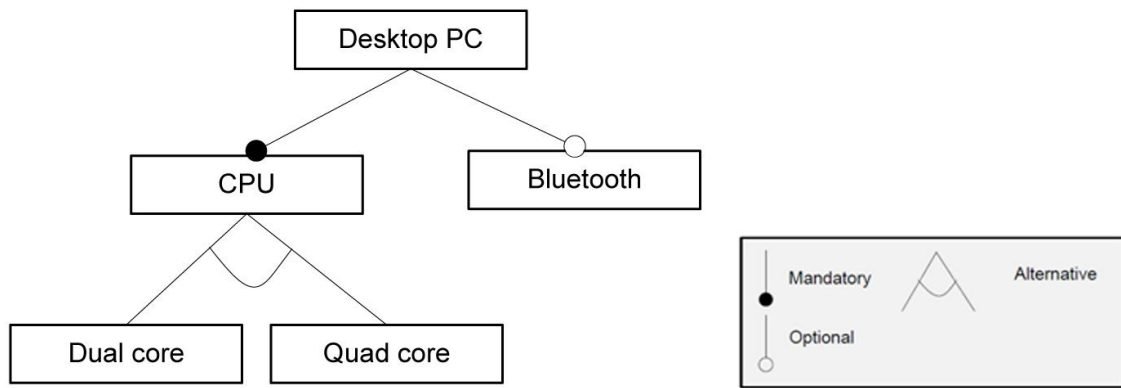 Desktop PC
CPU
Bluetooth
Dual core
Quad core
Mandatory
Alternative
Optional